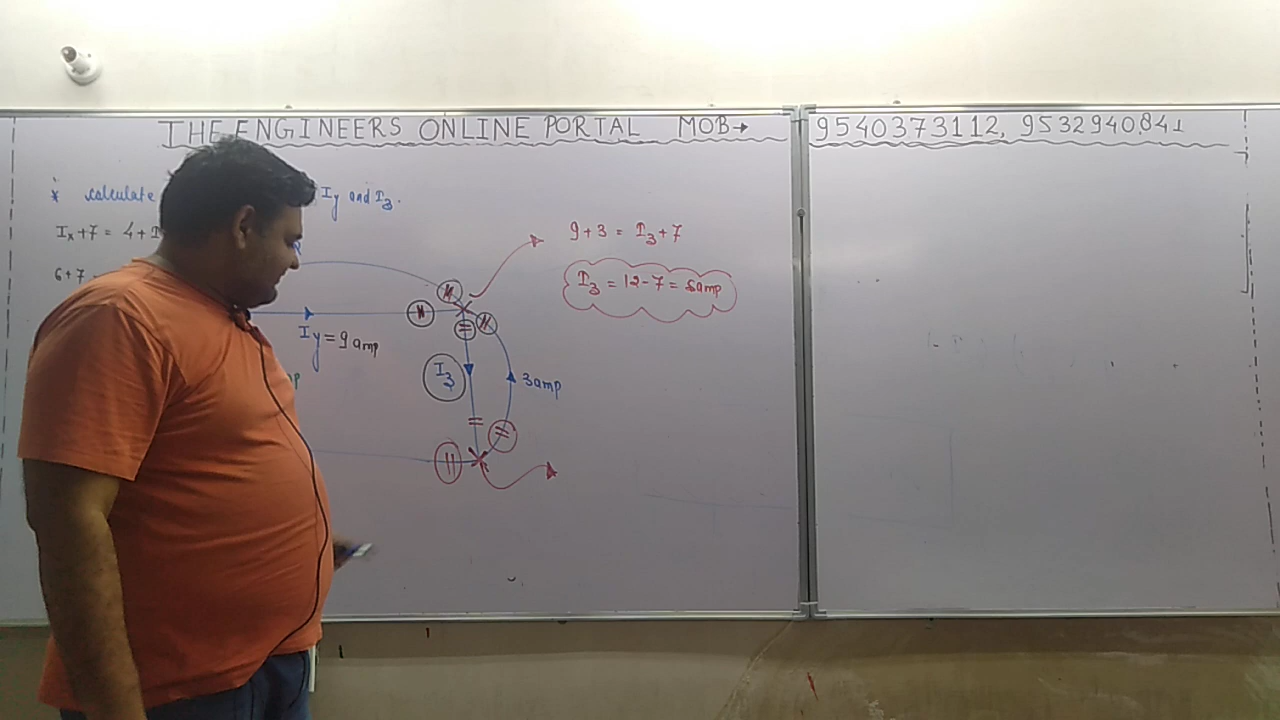 THE ENGINEERS ONLINE PORTAL MOB→ 9540373112, 9532940841
* calculate Iy and I3.
Ix+7 = 4+I
6+7
9+3 = I3+7
I3 = 12-7 = 5amp
Iy=9 amp
I3
3amp